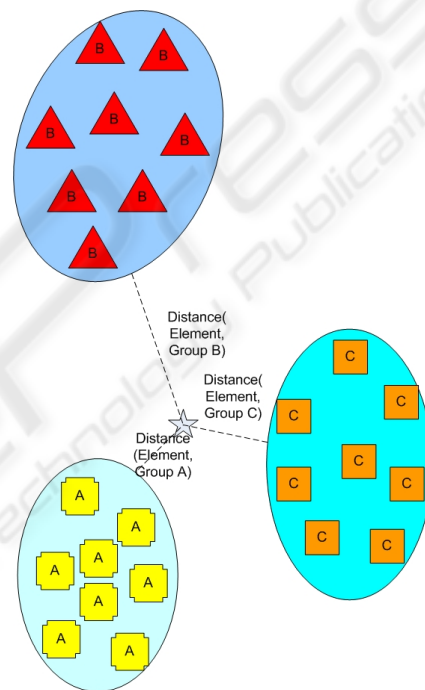 B
B
B
B
B
B
B
B
Distance(
Element,
Group B)
Distance(
Element,
Group C)
Distance
(Element,
Group A)
C
C
C
C
C
C
C
C
A
A
A
A
A
A
A
A